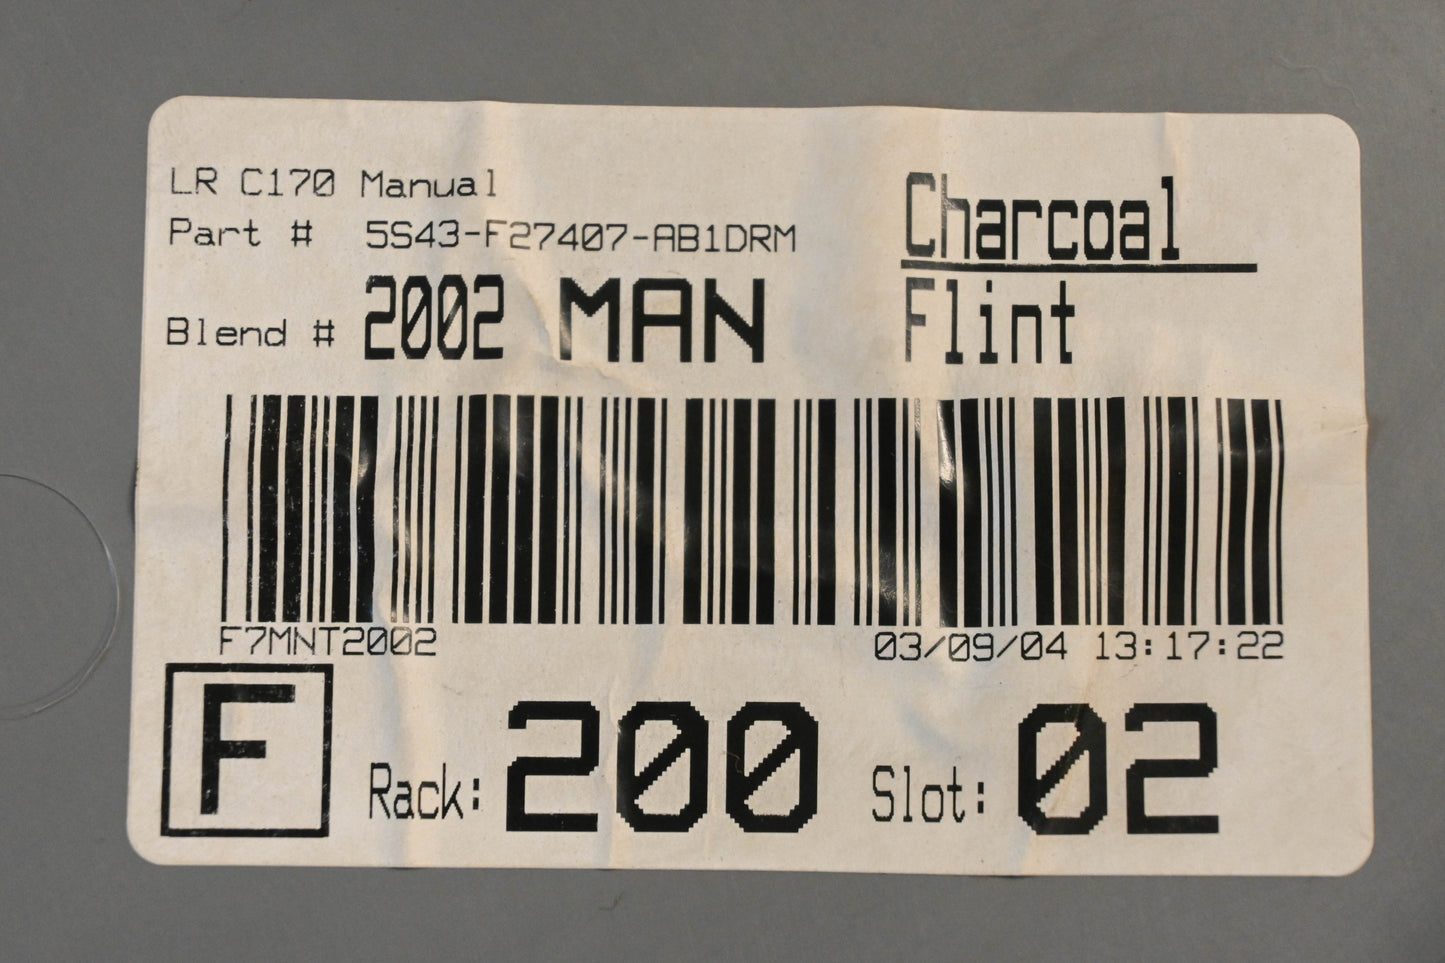 LR C170 Manual
Part # 5S43-F27407-AB1DRM
Blend # 2002 MAN
Charcoal
Flint
F7MNT2002
03/09/04 13:17:22
F
Rack: 200
Slot: 02